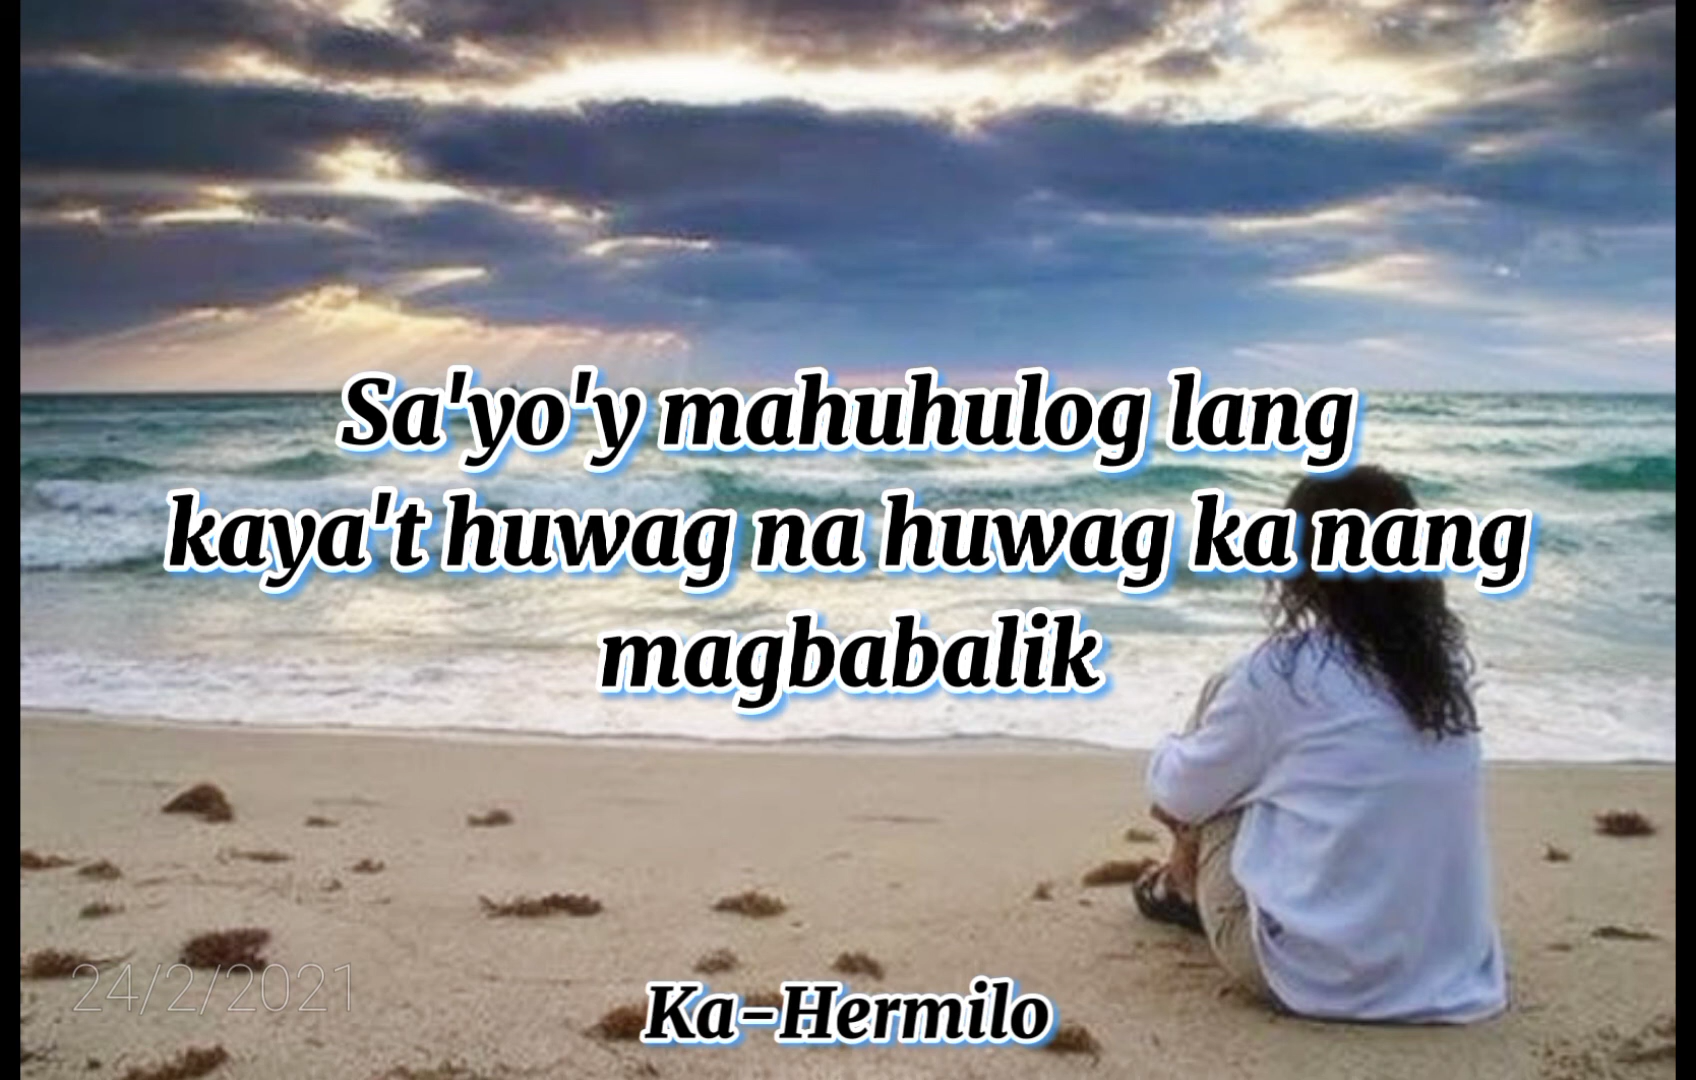 Sa'yo'y mahuhulog lang
kaya't huwag na huwag ka nang
magbabalik
24/2/2021
Ka-Hermilo